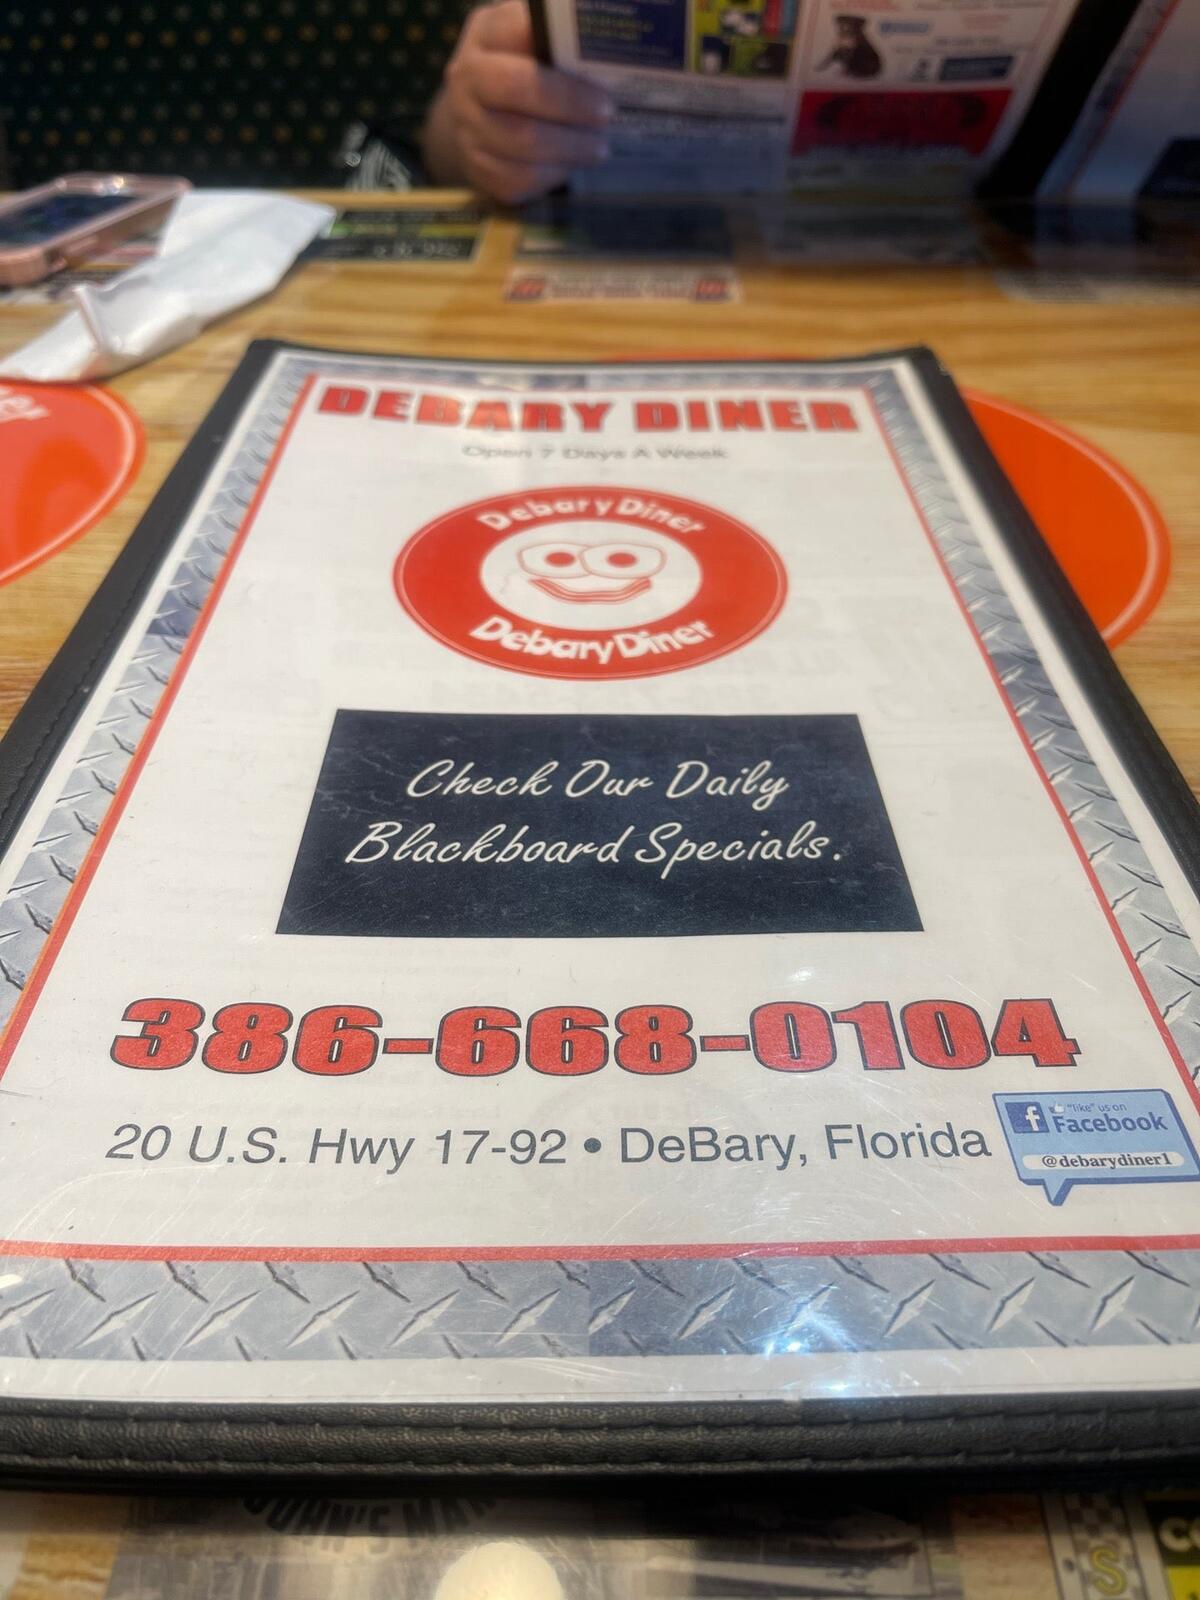 DEBARY DINER
Open 7 Days A Week
Debary Diner
Debary Diner
Check Our Daily
Blackboard Specials.
386-668-0104
20 U.S. Hwy 17-92 • DeBary, Florida
f "like" us on
Facebook
@debarydiner1
JOHN'S
S